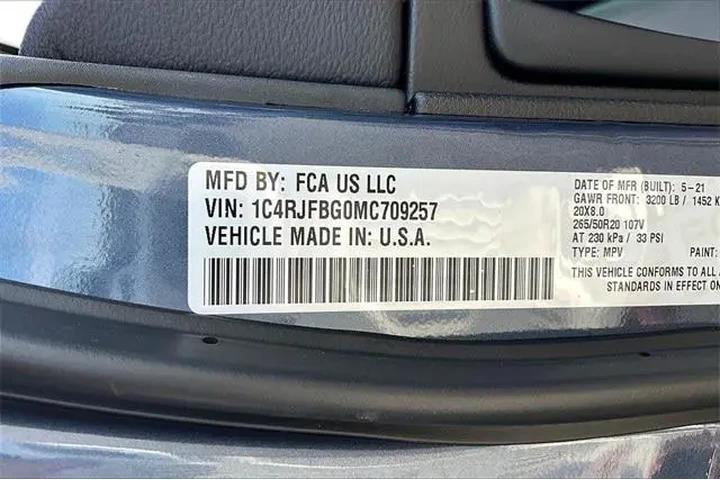 MFD BY: FCA US LLC
VIN: 1C4RJFBG0MC709257
VEHICLE MADE IN: U.S.A.
DATE OF MFR (BUILT): 5-21
GAWR FRONT: 3200 LB / 1452 K
20X8.0
265/50R20 107V
AT 230 kPa / 33 PSI
TYPE: MPV PAINT:
THIS VEHICLE CONFORMS TO AL
STANDARDS IN EFFECT ON